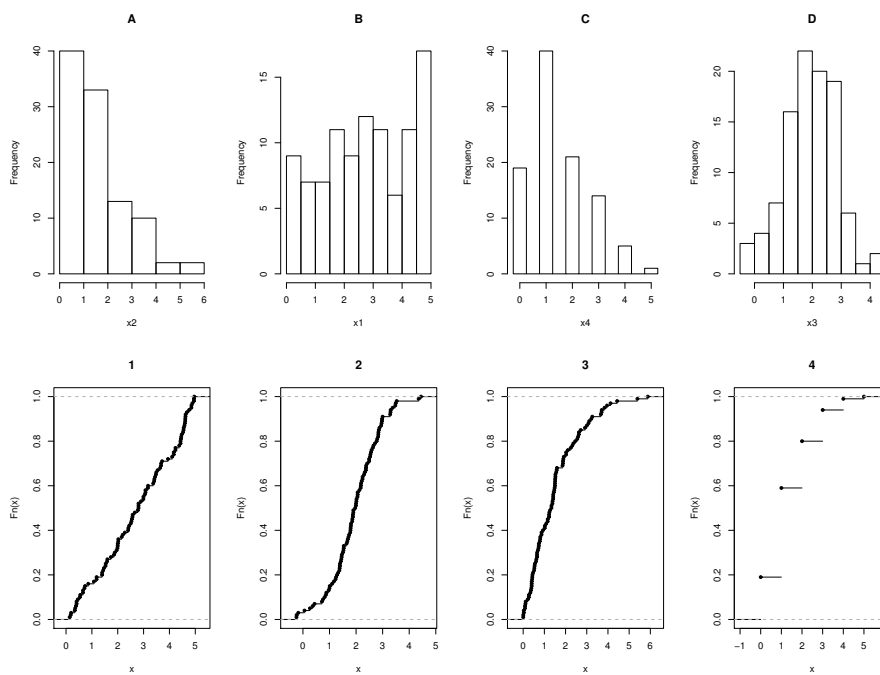 A
B
C
D
Frequency
0 10 20 30 40
0 1 2 3 4 5 6
x2
Frequency
0 5 10 15
0 1 2 3 4 5
x1
Frequency
0 10 20 30 40
0 1 2 3 4 5
x4
Frequency
0 5 10 15 20
0 1 2 3 4
x3
1
2
3
4
Fn(x)
0.0 0.2 0.4 0.6 0.8 1.0
0 1 2 3 4 5
x
Fn(x)
0.0 0.2 0.4 0.6 0.8 1.0
0 1 2 3 4 5
x
Fn(x)
0.0 0.2 0.4 0.6 0.8 1.0
0 1 2 3 4 5 6
x
Fn(x)
0.0 0.2 0.4 0.6 0.8 1.0
-1 0 1 2 3 4 5
x